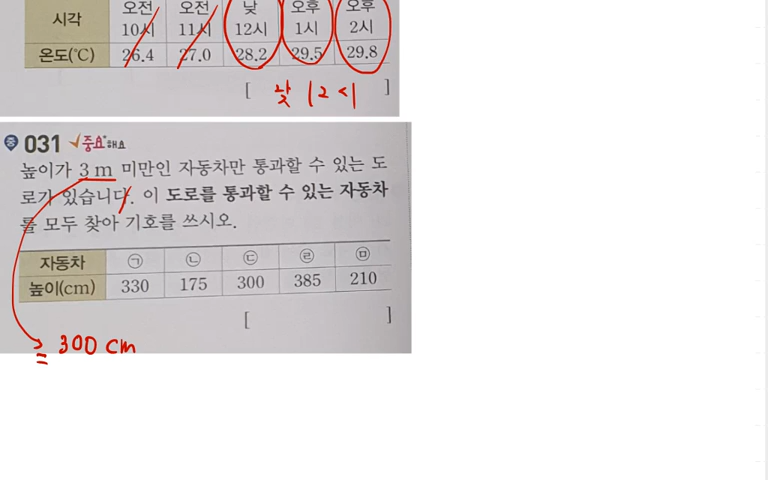 시각 오전 10시 오전 11시 낮 12시 오후 1시 오후 2시
온도(℃) 26.4 27.0 28.2 29.5 29.8
[ 낮 12시 ]
중 031 중요해요
높이가 3 m 미만인 자동차만 통과할 수 있는 도
로가 있습니다. 이 도로를 통과할 수 있는 자동차
를 모두 찾아 기호를 쓰시오.
자동차 ㉠ ㉡ ㉢ ㉣ ㉤
높이(cm) 330 175 300 385 210
[ ]
= 300 cm